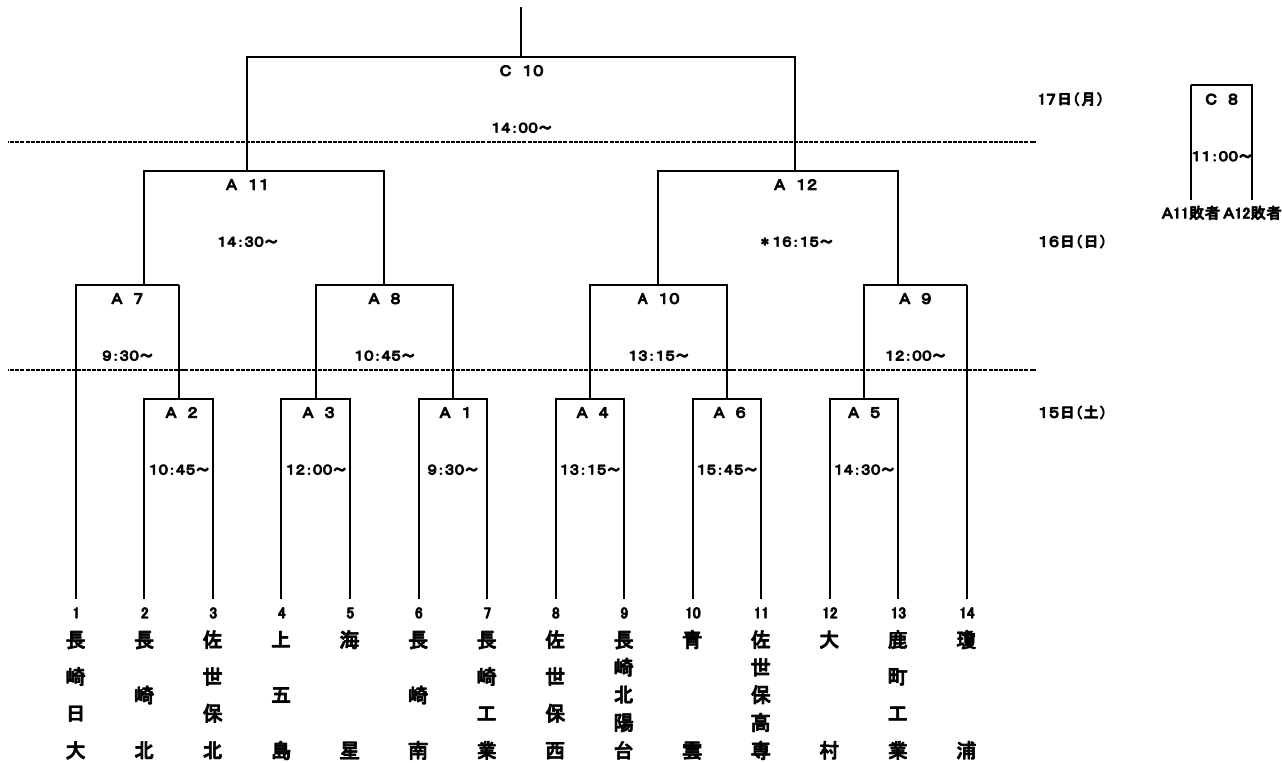 C 10
17日(月)
C 8
14:00～
11:00～
A 11
A 12
A11敗者 A12敗者
14:30～
*16:15～
16日(日)
A 7
A 8
A 10
A 9
9:30～
10:45～
13:15～
12:00～
A 2
A 3
A 1
A 4
A 6
A 5
15日(土)
10:45～
12:00～
9:30～
13:15～
15:45～
14:30～
1
2
3
4
5
6
7
8
9
10
11
12
13
14
長崎日大
長崎北
佐世保北
上五島
海星
長崎南
長崎工業
佐世保西
長崎北陽台
青雲
佐世保高専
大村
鹿町工業
瓊浦